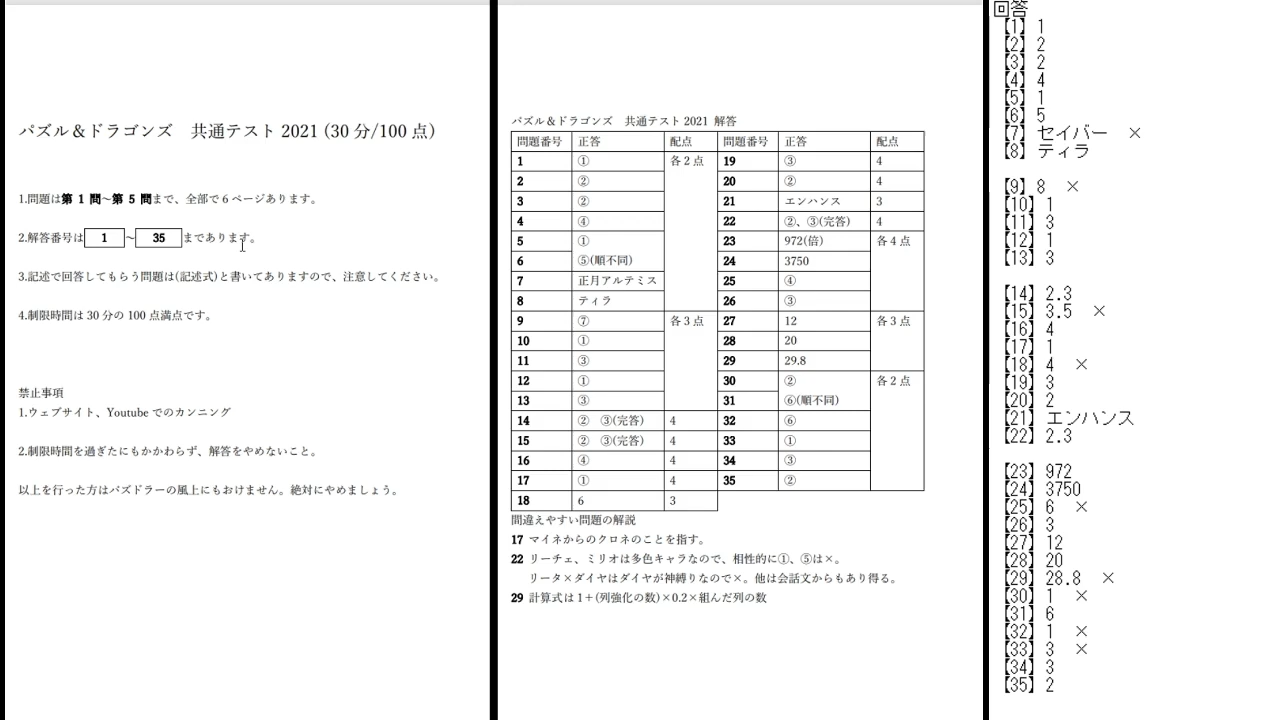 パズル＆ドラゴンズ　共通テスト 2021 (30 分/100 点)
1.問題は第 1 問～第 5 問まで、全部で 6 ページあります。
2.解答番号は 1 ～ 35 まであります。
3.記述で回答してもらう問題は(記述式)と書いてありますので、注意してください。
4.制限時間は 30 分の 100 点満点です。
禁止事項
1.ウェブサイト、Youtube でのカンニング
2.制限時間を過ぎたにもかかわらず、解答をやめないこと。
以上を行った方はパズドラーの風上にもおけません。絶対にやめましょう。
パズル＆ドラゴンズ　共通テスト 2021 解答
問題番号 正答 配点 問題番号 正答 配点
1 ① 各 2 点 19 ③ 4
2 ② 20 ② 4
3 ② 21 エンハンス 3
4 ④ 22 ②、③(完答) 4
5 ① 23 972(倍) 各 4 点
6 ⑤(順不同) 24 3750
7 正月アルテミス 25 ④
8 ティラ 26 ③
9 ⑦ 各 3 点 27 12 各 3 点
10 ① 28 20
11 ③ 29 29.8
12 ① 30 ② 各 2 点
13 ③ 31 ⑥(順不同)
14 ②　③(完答) 4 32 ⑥
15 ②　③(完答) 4 33 ①
16 ④ 4 34 ③
17 ① 4 35 ②
18 6 3
間違えやすい問題の解説
17 マイネからのクロネのことを指す。
22 リーチェ、ミリオは多色キャラなので、相性的に①、⑤は×。
リータ×ダイヤはダイヤが神縛りなので×。他は会話文からもあり得る。
29 計算式は 1＋(列強化の数)×0.2×組んだ列の数
回答
【1】 1
【2】 2
【3】 2
【4】 4
【5】 1
【6】 5
【7】 セイバー　×
【8】 ティラ
【9】 8　×
【10】 1
【11】 3
【12】 1
【13】 3
【14】 2.3
【15】 3.5　×
【16】 4
【17】 1
【18】 4　×
【19】 3
【20】 2
【21】 エンハンス
【22】 2.3
【23】 972
【24】 3750
【25】 6　×
【26】 3
【27】 12
【28】 20
【29】 28.8　×
【30】 1　×
【31】 6
【32】 1　×
【33】 3　×
【34】 3
【35】 2